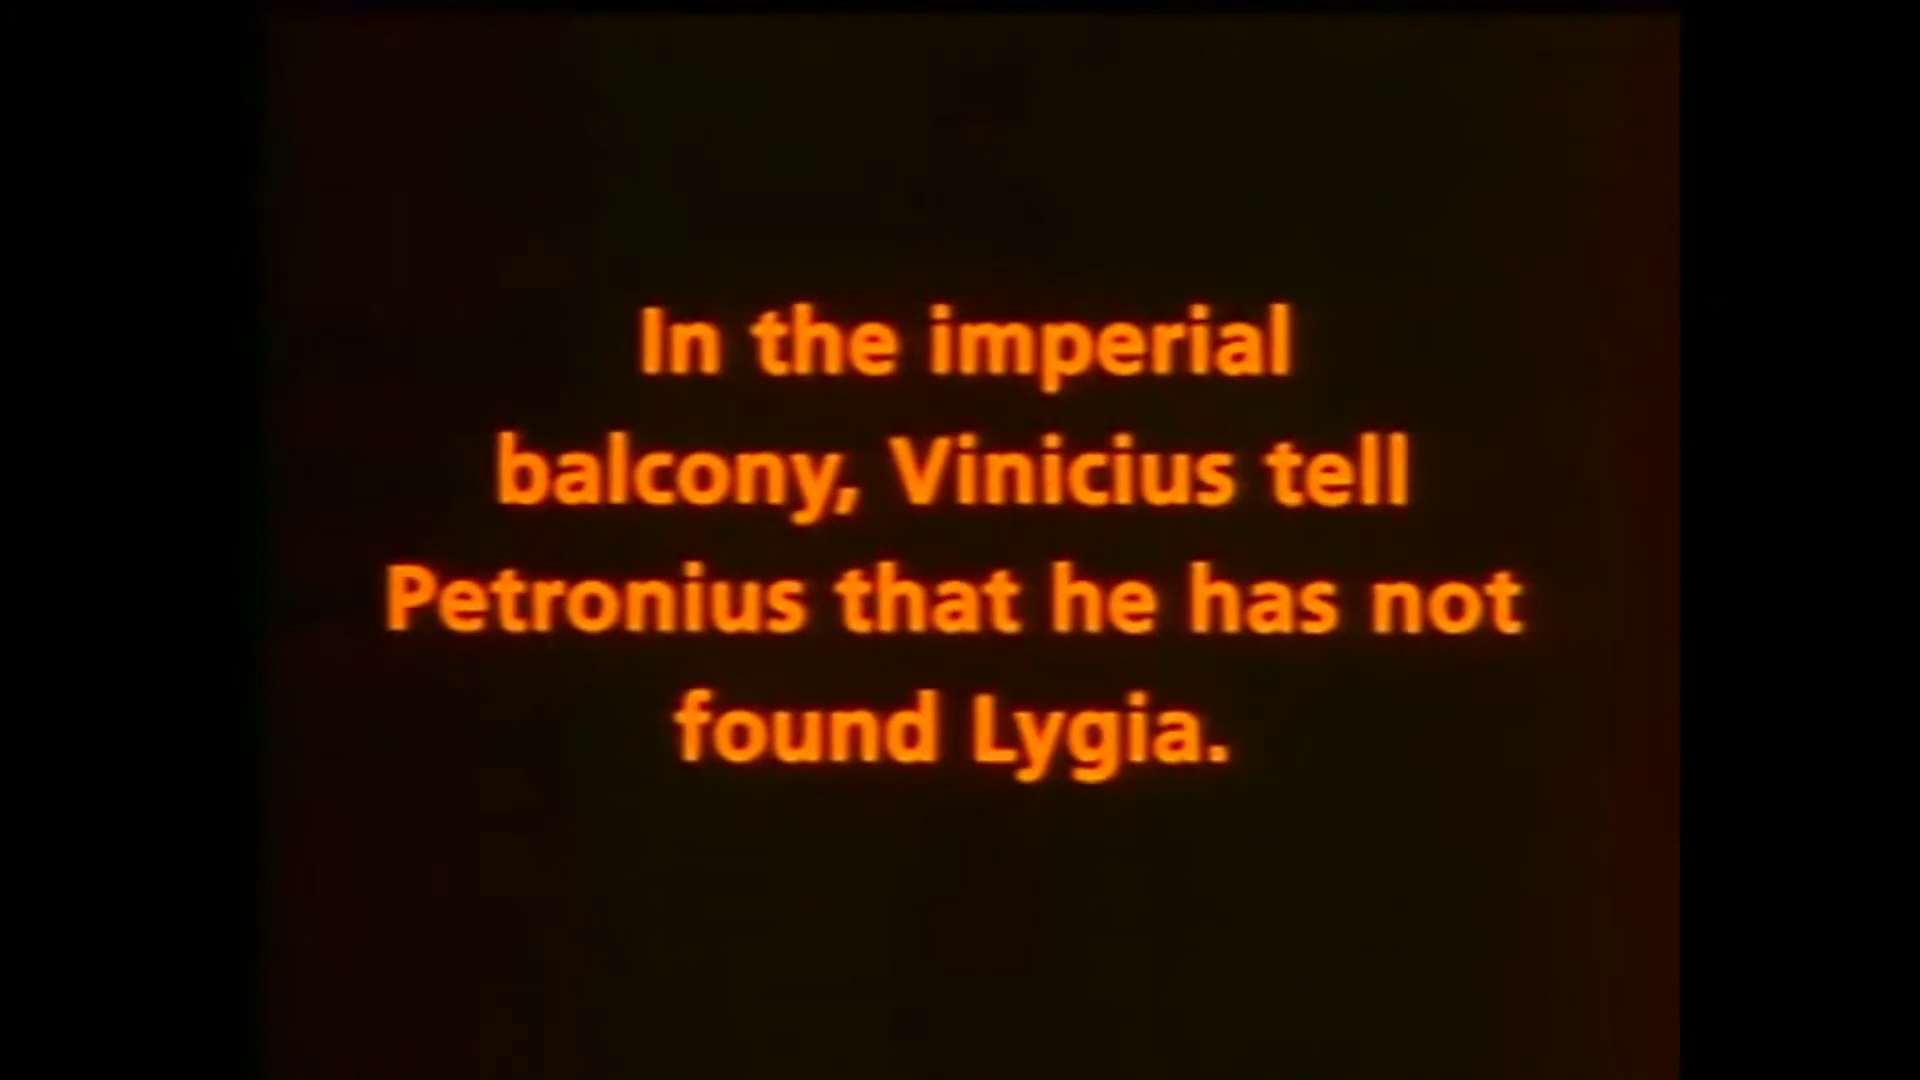 In the imperial
balcony, Vinicius tell
Petronius that he has not
found Lygia.